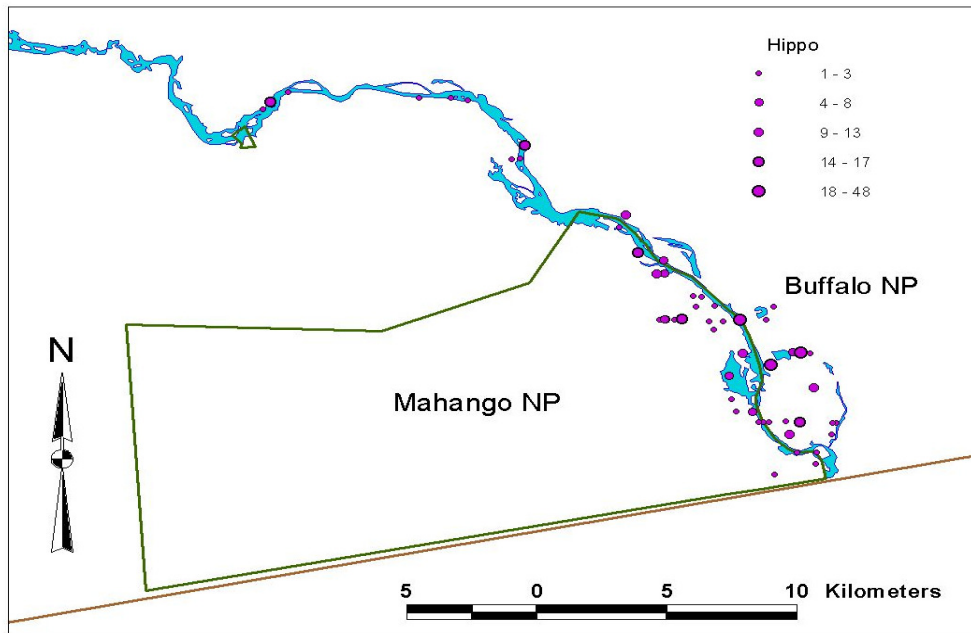 Hippo
1 - 3
4 - 8
9 - 13
14 - 17
18 - 48
Buffalo NP
N
Mahango NP
5 0 5 10 Kilometers